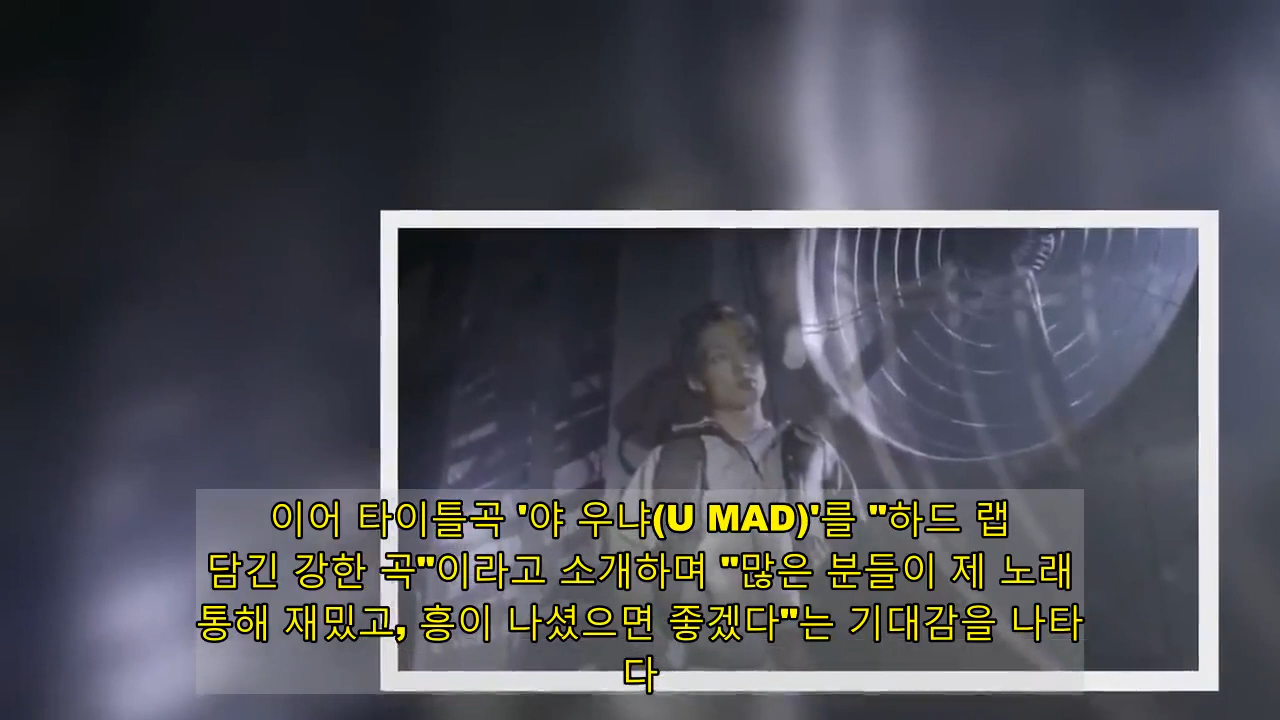 이어 타이틀곡 '야 우냐(U MAD)'를 "하드 랩
담긴 강한 곡"이라고 소개하며 "많은 분들이 제 노래
통해 재밌고, 흥이 나셨으면 좋겠다"는 기대감을 나타
다